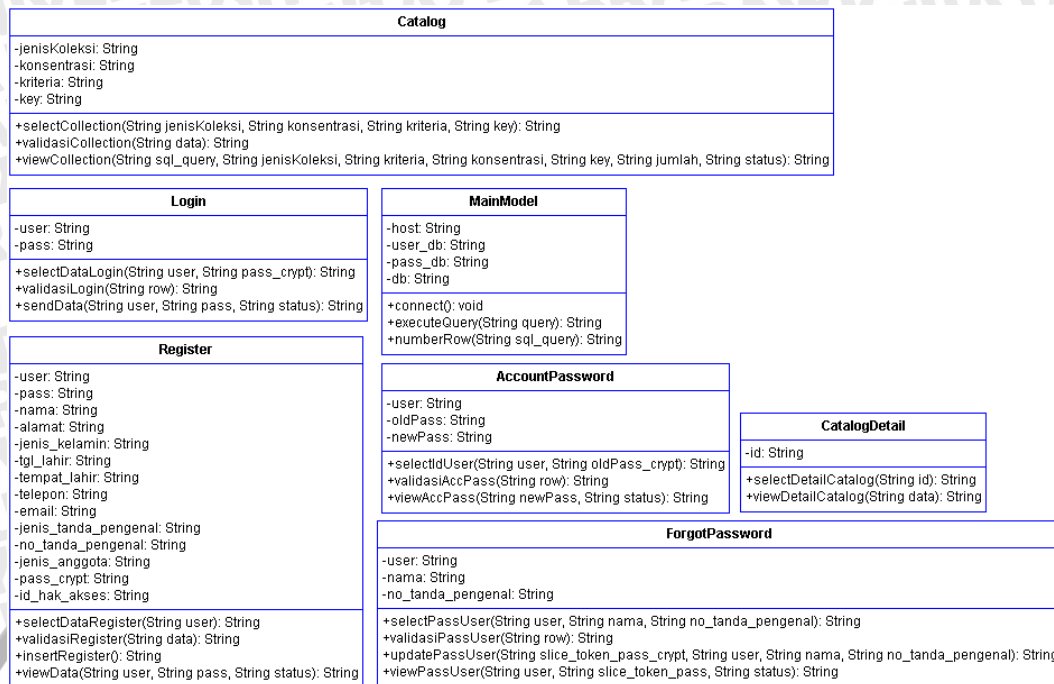 Catalog
-jenisKoleksi: String
-konsentrasi: String
-kriteria: String
-key: String
+selectCollection(String jenisKoleksi, String konsentrasi, String kriteria, String key): String
+validasiCollection(String data): String
+viewCollection(String sql_query, String jenisKoleksi, String kriteria, String konsentrasi, String key, String jumlah, String status): String
Login
-user: String
-pass: String
+selectDataLogin(String user, String pass_crypt): String
+validasiLogin(String row): String
+sendData(String user, String pass, String status): String
MainModel
-host: String
-user_db: String
-pass_db: String
-db: String
+connect(): void
+executeQuery(String query): String
+numberRow(String sql_query): String
Register
-user: String
-pass: String
-nama: String
-alamat: String
-jenis_kelamin: String
-tgl_lahir: String
-tempat_lahir: String
-telepon: String
-email: String
-jenis_tanda_pengenal: String
-no_tanda_pengenal: String
-jenis_anggota: String
-pass_crypt: String
-id_hak_akses: String
+selectDataRegister(String user): String
+validasiRegister(String data): String
+insertRegister(): String
+viewData(String user, String pass, String status): String
AccountPassword
-user: String
-oldPass: String
-newPass: String
+selectIdUser(String user, String oldPass_crypt): String
+validasiAccPass(String row): String
+viewAccPass(String newPass, String status): String
CatalogDetail
-id: String
+selectDetailCatalog(String id): String
+viewDetailCatalog(String data): String
ForgotPassword
-user: String
-nama: String
-no_tanda_pengenal: String
+selectPassUser(String user, String nama, String no_tanda_pengenal): String
+validasiPassUser(String row): String
+updatePassUser(String slice_token_pass_crypt, String user, String nama, String no_tanda_pengenal): String
+viewPassUser(String user, String slice_token_pass, String status): String